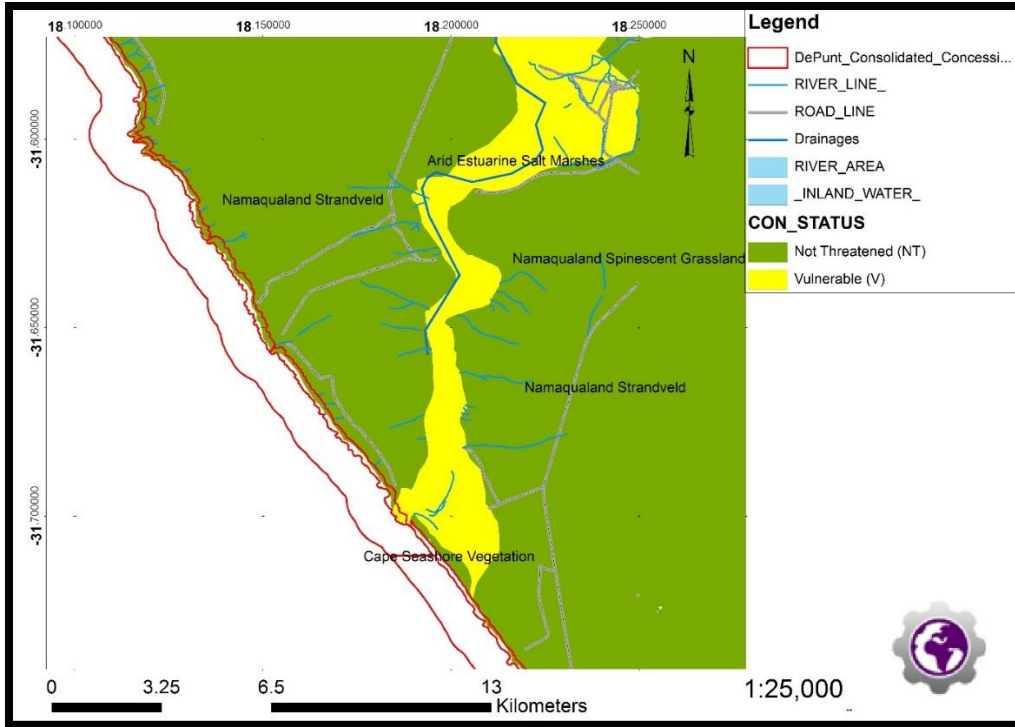 18.100000 18.150000 18.200000 18.250000
Legend
DePunt_Consolidated_Concessi...
RIVER_LINE_
ROAD_LINE
Drainages
RIVER_AREA
_INLAND_WATER_
CON_STATUS
Not Threatened (NT)
Vulnerable (V)
N
-31.600000
Arid Estuarine Salt Marshes
Namaqualand Strandveld
Namaqualand Spinescent Grassland
-31.650000
Namaqualand Strandveld
-31.700000
Cape Seashore Vegetation
0 3.25 6.5 13
Kilometers
1:25,000